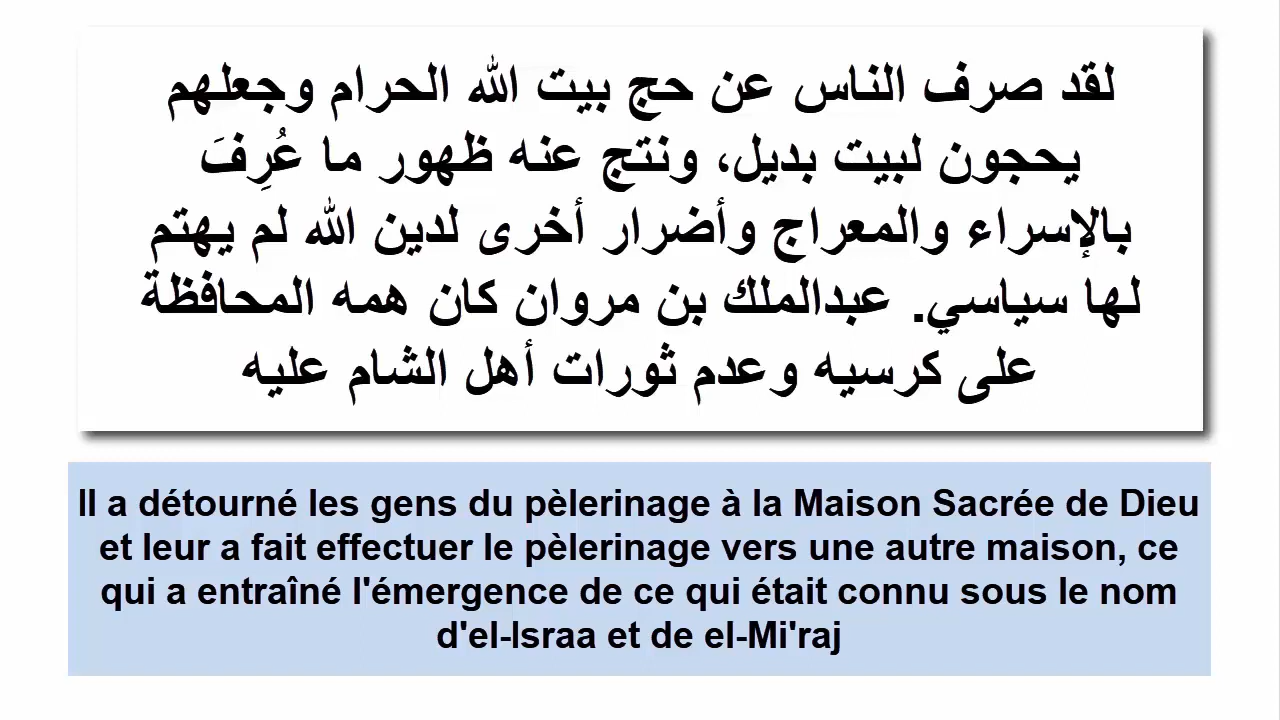 لقد صرف الناس عن حج بيت الله الحرام وجعلهم
يحجون لبيت بديل، ونتج عنه ظهور ما عُرِفَ
بالإسراء والمعراج وأضرار أخرى لدين الله لم يهتم
لها سياسي. عبدالملك بن مروان كان همه المحافظة
على كرسيه وعدم ثورات أهل الشام عليه
Il a détourné les gens du pèlerinage à la Maison Sacrée de Dieu
et leur a fait effectuer le pèlerinage vers une autre maison, ce
qui a entraîné l'émergence de ce qui était connu sous le nom
d'el-Israa et de el-Mi'raj